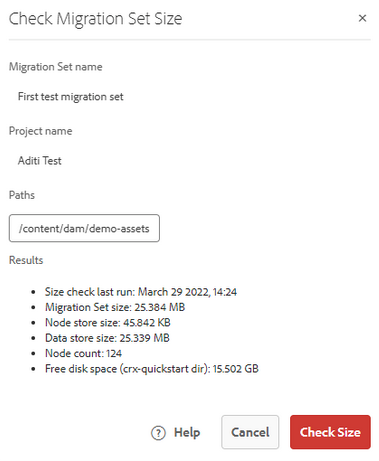 Check Migration Set Size
Migration Set name
First test migration set
Project name
Aditi Test
Paths
/content/dam/demo-assets
Results
• Size check last run: March 29 2022, 14:24
• Migration Set size: 25.384 MB
• Node store size: 45.842 KB
• Data store size: 25.339 MB
• Node count: 124
• Free disk space (crx-quickstart dir): 15.502 GB
Help Cancel Check Size